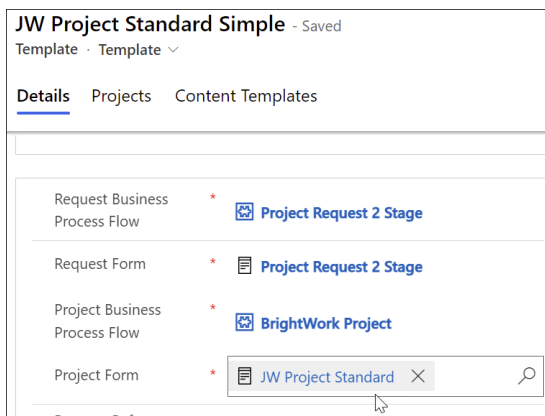 JW Project Standard Simple - Saved
Template · Template
Details Projects Content Templates
Request Business Process Flow * Project Request 2 Stage
Request Form * Project Request 2 Stage
Project Business Process Flow * BrightWork Project
Project Form * JW Project Standard